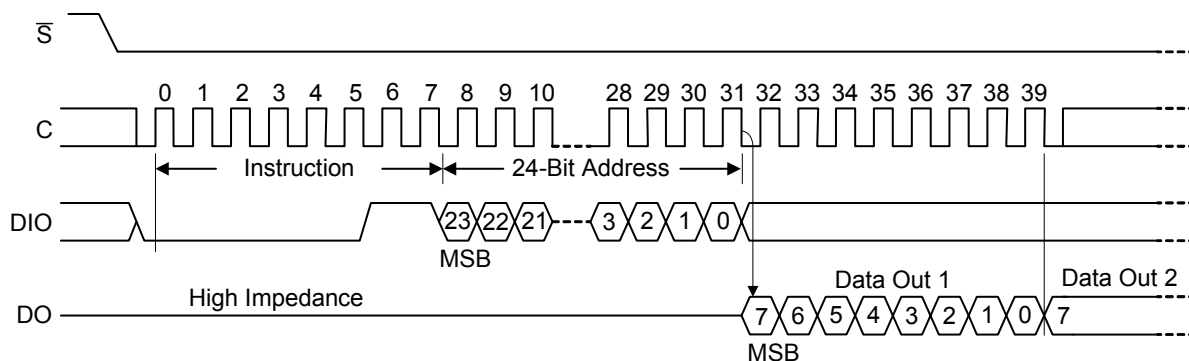 S
0 1 2 3 4 5 6 7 8 9 10 28 29 30 31 32 33 34 35 36 37 38 39
C
Instruction 24-Bit Address
DIO 23 22 21 3 2 1 0
MSB
High Impedance Data Out 1 Data Out 2
DO 7 6 5 4 3 2 1 0 7
MSB